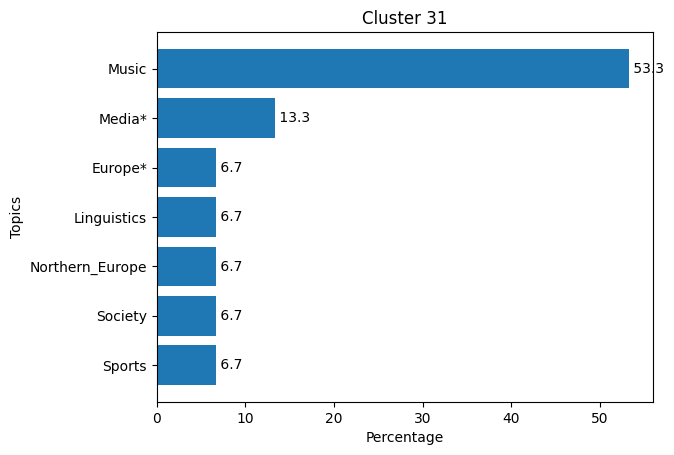 Cluster 31
Music 53.3
Media* 13.3
Europe* 6.7
Linguistics 6.7
Northern_Europe 6.7
Society 6.7
Sports 6.7
Topics
0 10 20 30 40 50
Percentage